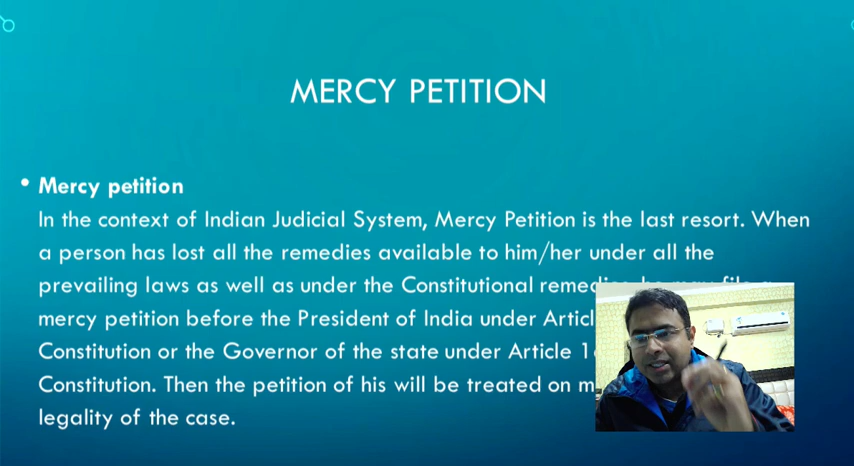 MERCY PETITION
• Mercy petition
In the context of Indian Judicial System, Mercy Petition is the last resort. When
a person has lost all the remedies available to him/her under all the
prevailing laws as well as under the Constitutional
mercy petition before the President of India under
Constitution or the Governor of the state under Article
Constitution. Then the petition of his will be treated on
legality of the case.